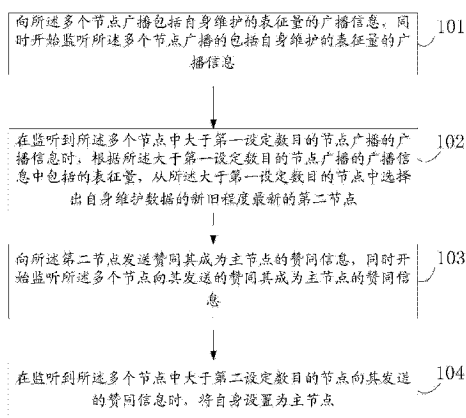 向所述多个节点广播包括自身维护的表征量的广播信息，同
时开始监听所述多个节点广播的包括自身维护的表征量的广
播信息
101
在监听到所述多个节点中大于第一设定数目的节点广播的广
播信息时，根据所述大于第一设定数目的节点广播的广播信
息中包括的表征量，从所述大于第一设定数目的节点中选择
出自身维护数据的新旧程度最新的第二节点
102
向所述第二节点发送赞同其成为主节点的赞同信息，同时开
始监听所述多个节点向其发送的赞同其成为主节点的赞同信
息
103
在监听到所述多个节点中大于第二设定数目的节点向其发送
的赞同信息时，将自身设置为主节点
104